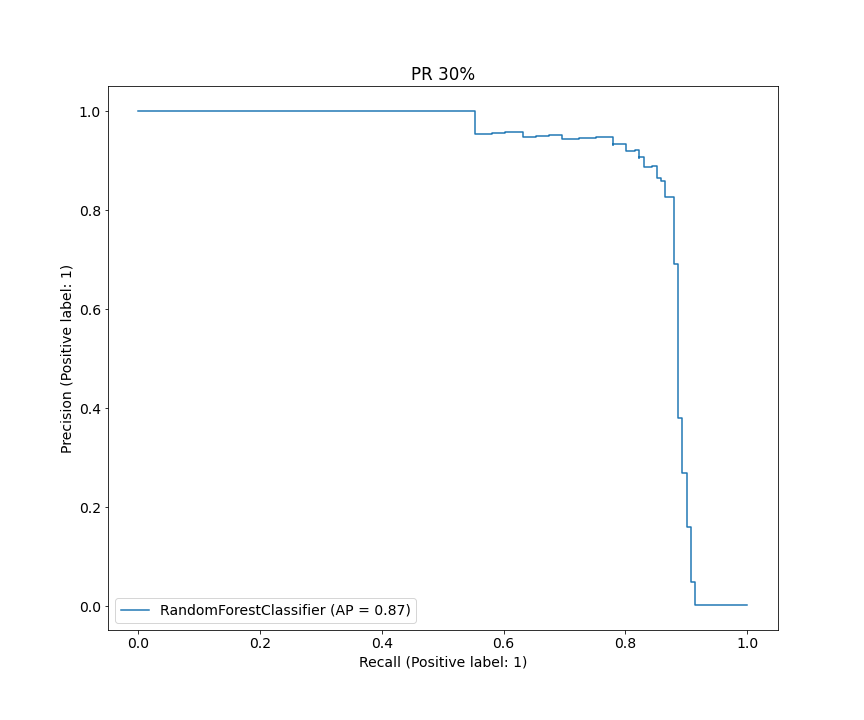 PR 30%
1.0
0.8
0.6
0.4
0.2
0.0
Precision (Positive label: 1)
RandomForestClassifier (AP = 0.87)
0.0 0.2 0.4 0.6 0.8 1.0
Recall (Positive label: 1)